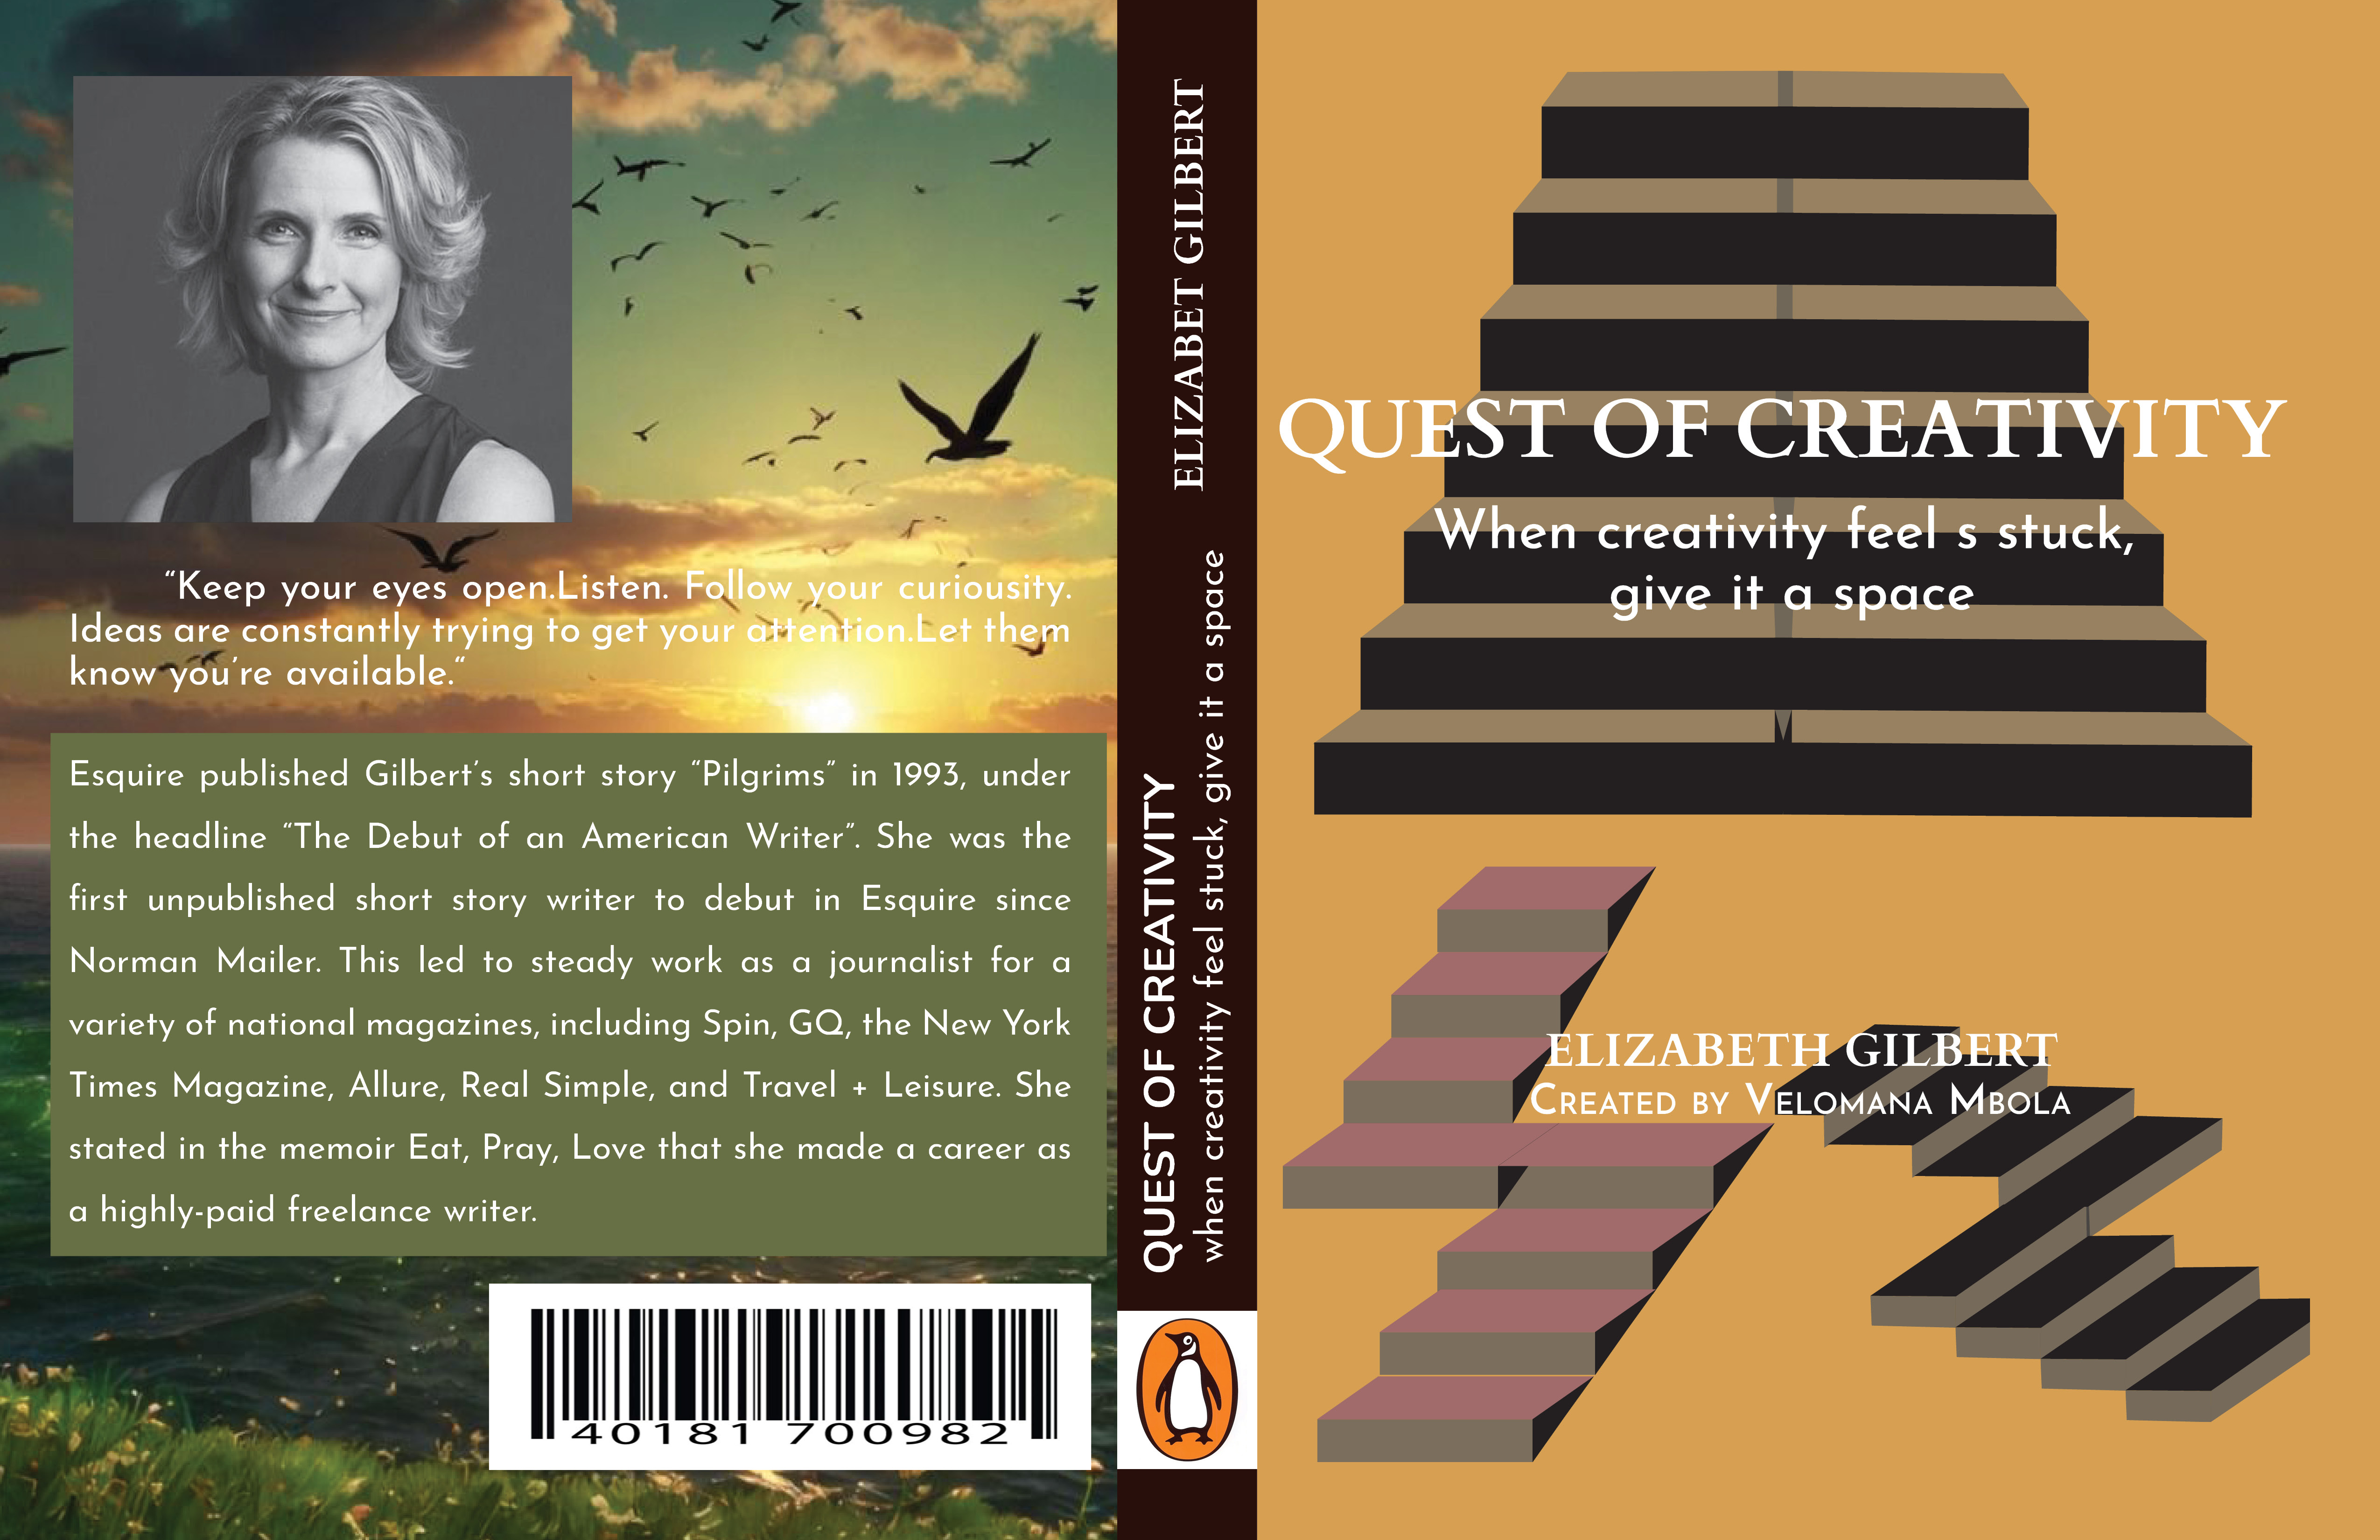 “Keep your eyes open.Listen. Follow your curiousity.
Ideas are constantly trying to get your attention.Let them
know you’re available.“
Esquire published Gilbert’s short story “Pilgrims” in 1993, under
the headline “The Debut of an American Writer”. She was the
first unpublished short story writer to debut in Esquire since
Norman Mailer. This led to steady work as a journalist for a
variety of national magazines, including Spin, GQ, the New York
Times Magazine, Allure, Real Simple, and Travel + Leisure. She
stated in the memoir Eat, Pray, Love that she made a career as
a highly-paid freelance writer.
40181 700982
ELIZABET GILBERT
QUEST OF CREATIVITY
when creativity feel stuck, give it a space
QUEST OF CREATIVITY
When creativity feel s stuck,
give it a space
ELIZABETH GILBERT
CREATED BY VELOMANA MBOLA